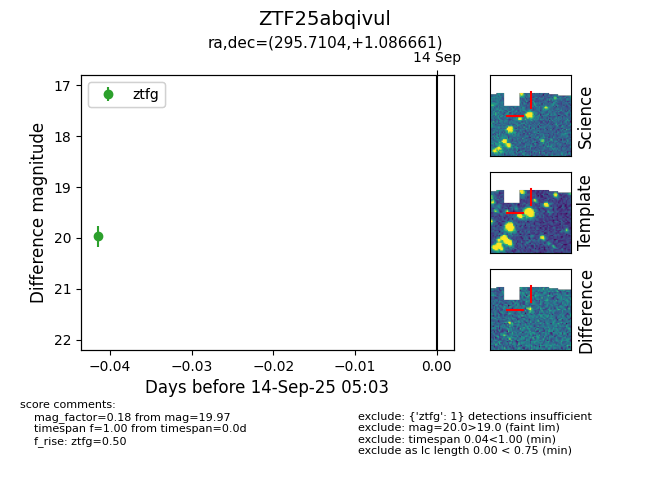 ZTF25abqivul
ra,dec=(295.7104,+1.086661)
14 Sep
ztfg
17
18
19
20
21
22
Difference magnitude
−0.04
−0.03
−0.02
−0.01
0.00
Days before 14-Sep-25 05:03
Science
Template
Difference
score comments:
mag_factor=0.18 from mag=19.97
timespan f=1.00 from timespan=0.0d
f_rise: ztfg=0.50
exclude: {'ztfg': 1} detections insufficient
exclude: mag=20.0>19.0 (faint lim)
exclude: timespan 0.04<1.00 (min)
exclude as lc length 0.00 < 0.75 (min)